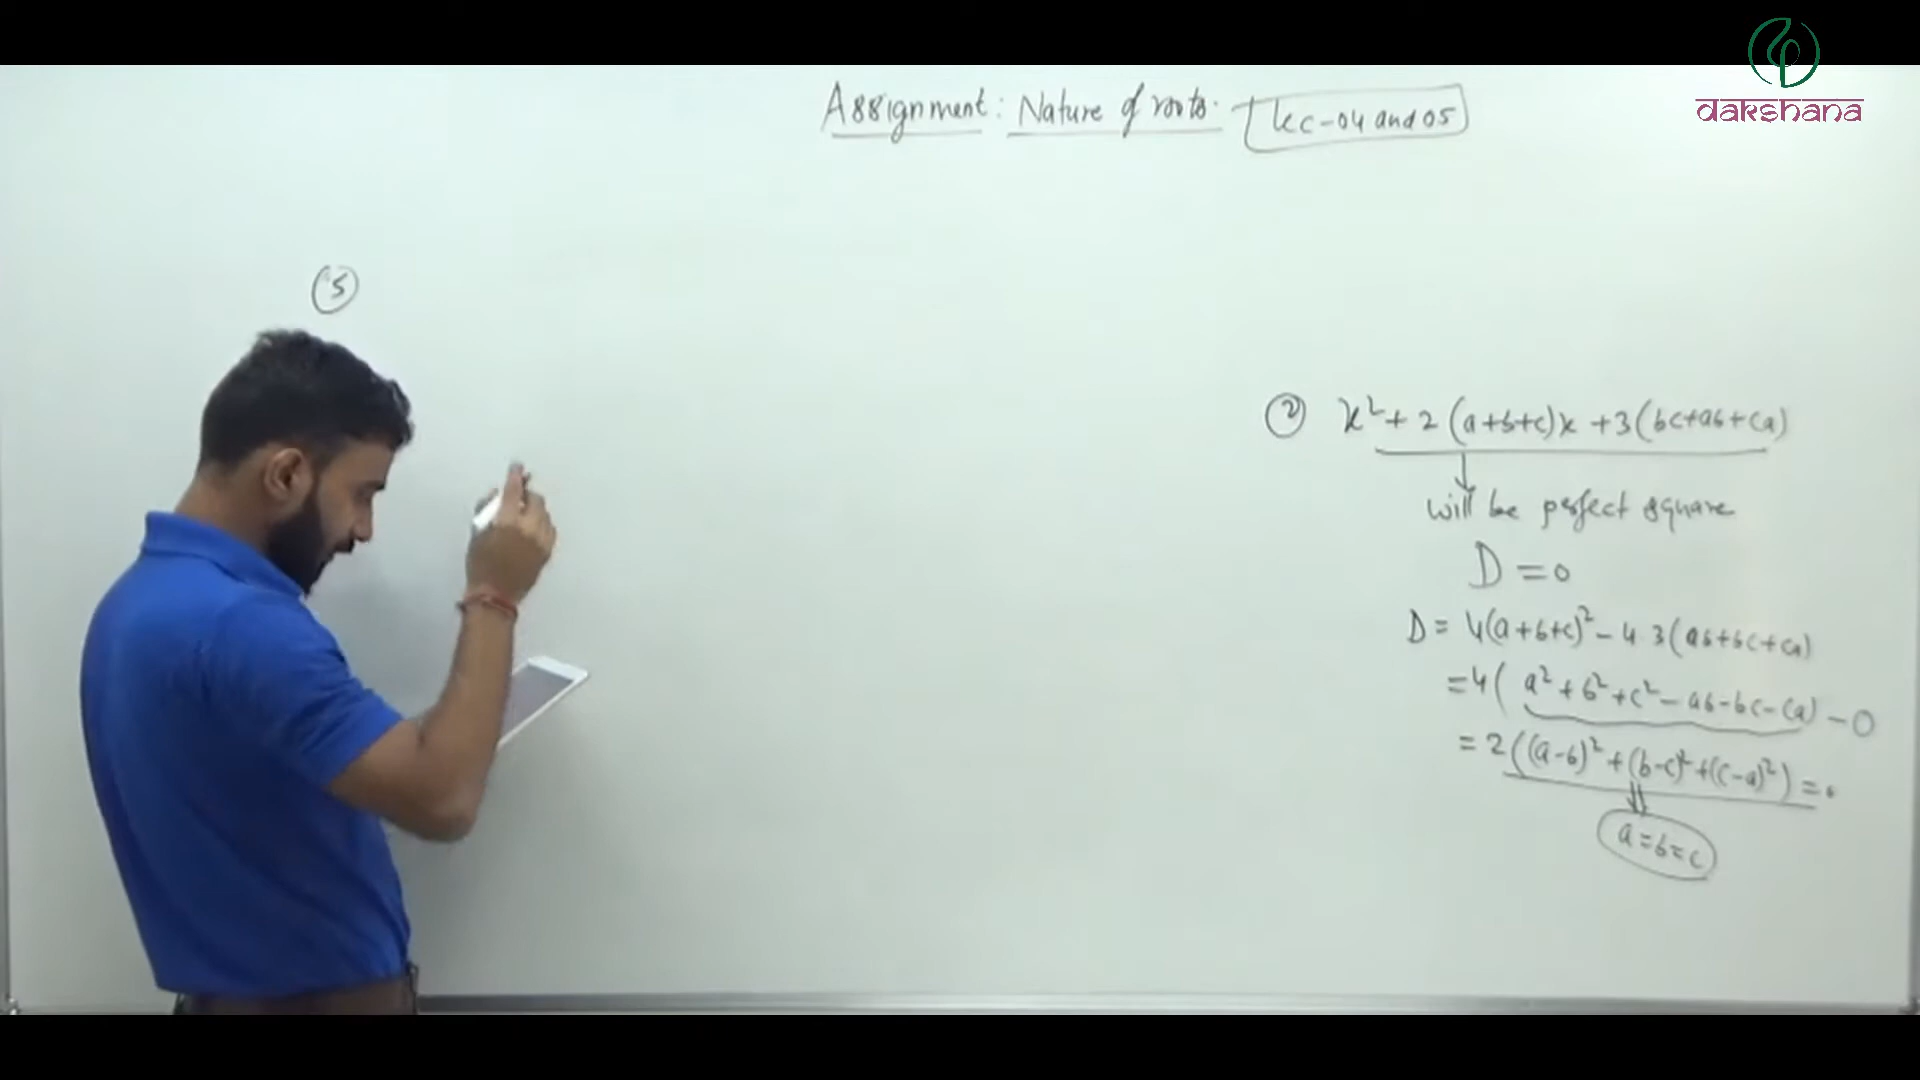 dakshana
Assignment: Nature of roots. Lec-04 and 05
(5)
(2) x² + 2(a+b+c)x + 3(bc+ab+ca)
will be perfect square
D = 0
D = 4(a+b+c)² - 4.3(ab+bc+ca)
= 4(a² + b² + c² - ab - bc - ca) - 0
= 2((a-b)² + (b-c)² + (c-a)²) = 0
a = b = c